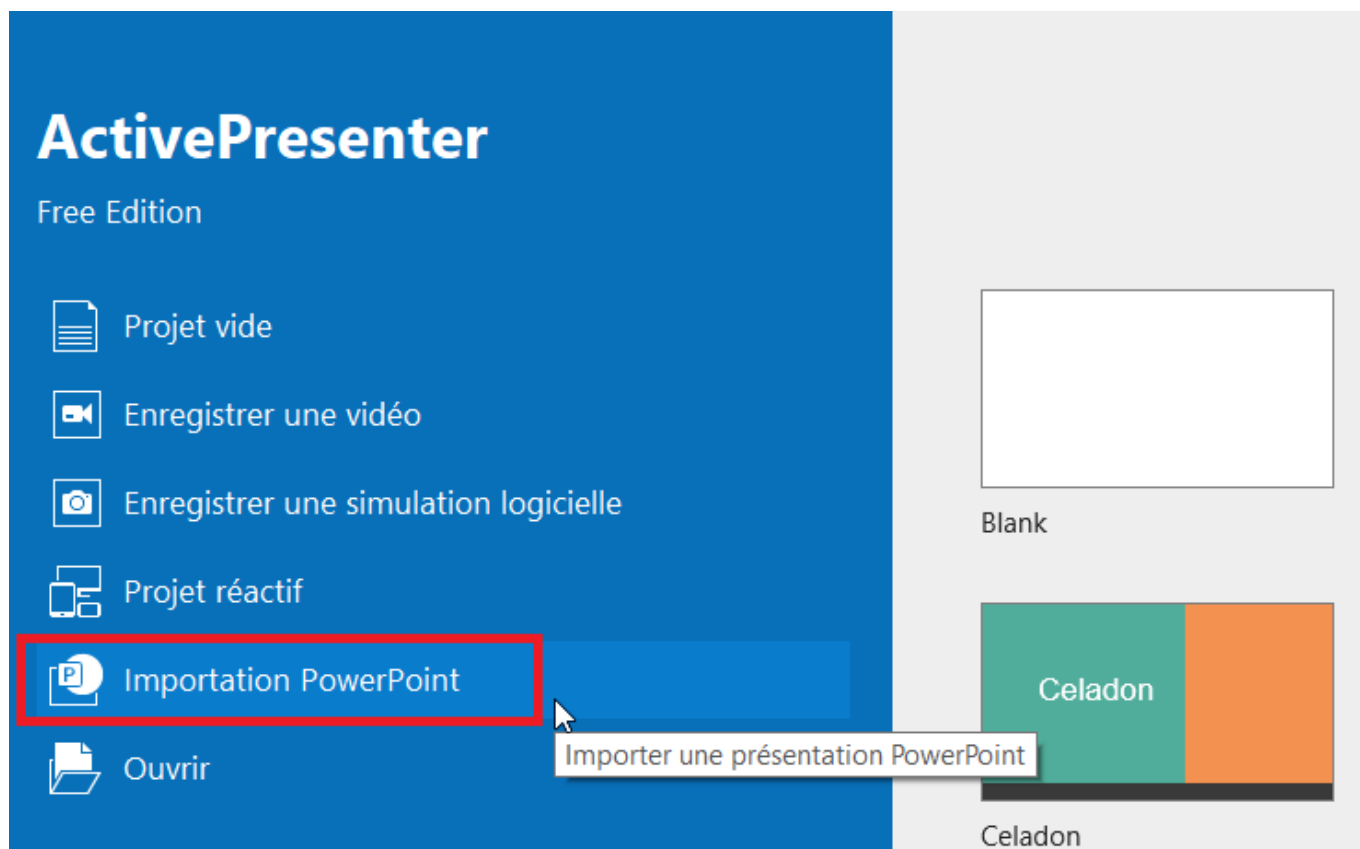 ActivePresenter
Free Edition
Projet vide
Enregistrer une vidéo
Enregistrer une simulation logicielle
Projet réactif
P
Importation PowerPoint
Importer une présentation PowerPoint
Ouvrir
Blank
Celadon
Celadon